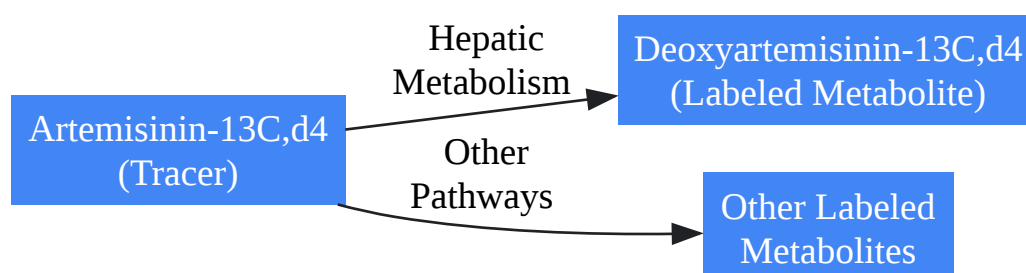 Hepatic
Metabolism
Deoxyartemisinin-13C,d4
(Labeled Metabolite)
Artemisinin-13C,d4
(Tracer)
Other
Pathways
Other Labeled
Metabolites